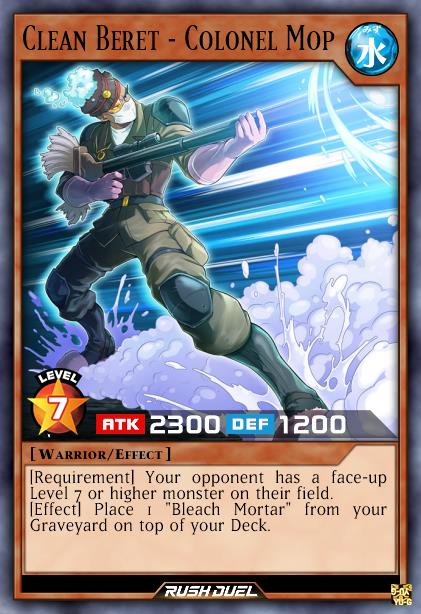 Clean Beret - Colonel Mop
みず
水
LEVEL
7
ATK 2300 DEF 1200
[Warrior/Effect]
[Requirement] Your opponent has a face-up
Level 7 or higher monster on their field.
[Effect] Place 1 "Bleach Mortar" from your
Graveyard on top of your Deck.
RUSH DUEL